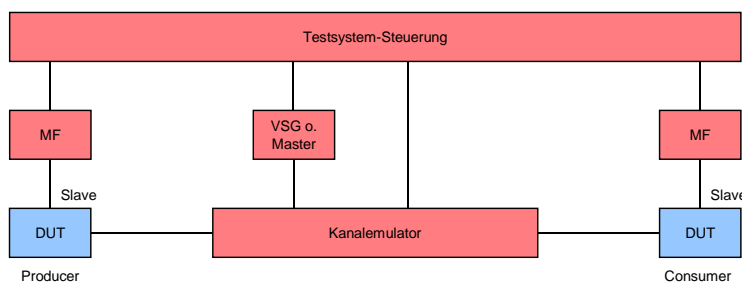 Testsystem-Steuerung
MF
VSG o.
Master
MF
Slave
Slave
DUT
Kanalemulator
DUT
Producer
Consumer